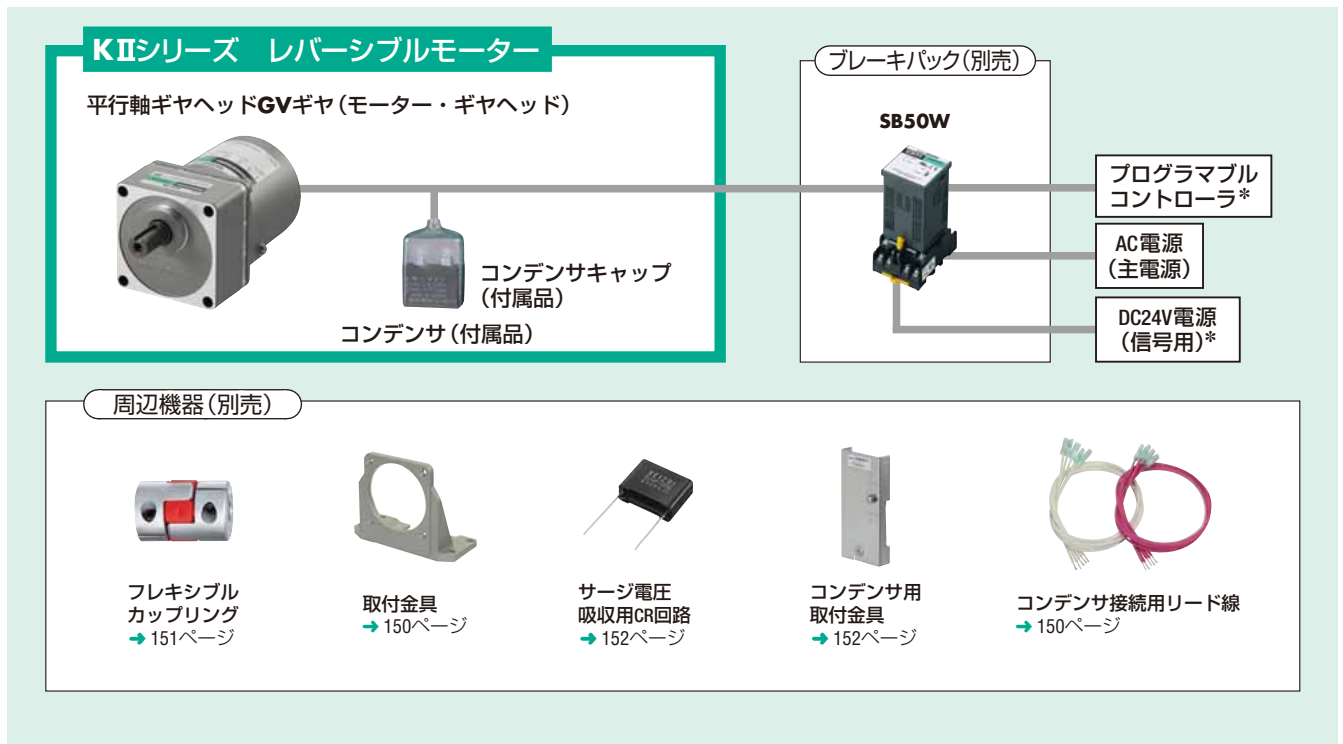 KⅡシリーズ レバーシブルモーター
平行軸ギヤヘッドGVギヤ(モーター・ギヤヘッド)
コンデンサキャップ
(付属品)
コンデンサ(付属品)
ブレーキパック(別売)
SB50W
プログラマブル
コントローラ*
AC電源
(主電源)
DC24V電源
(信号用)*
周辺機器(別売)
フレキシブル
カップリング
➜151ページ
取付金具
➜150ページ
サージ電圧
吸収用CR回路
➜152ページ
コンデンサ用
取付金具
➜152ページ
コンデンサ接続用リード線
➜150ページ